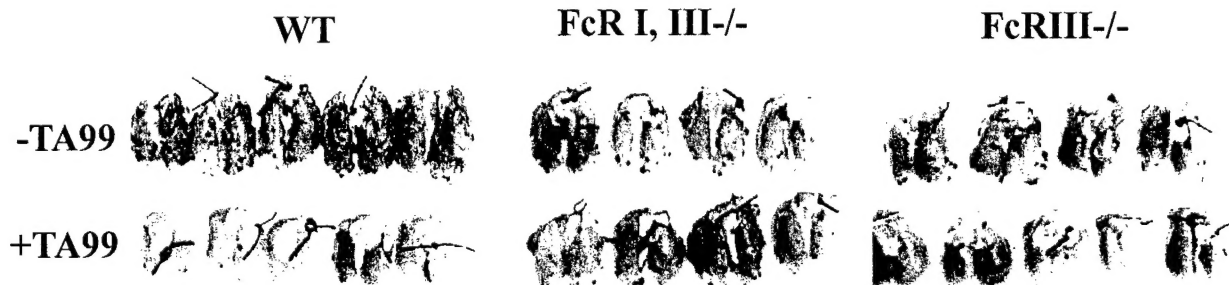 WT FcR I, III-/- FcRIII-/-
-TA99
+TA99